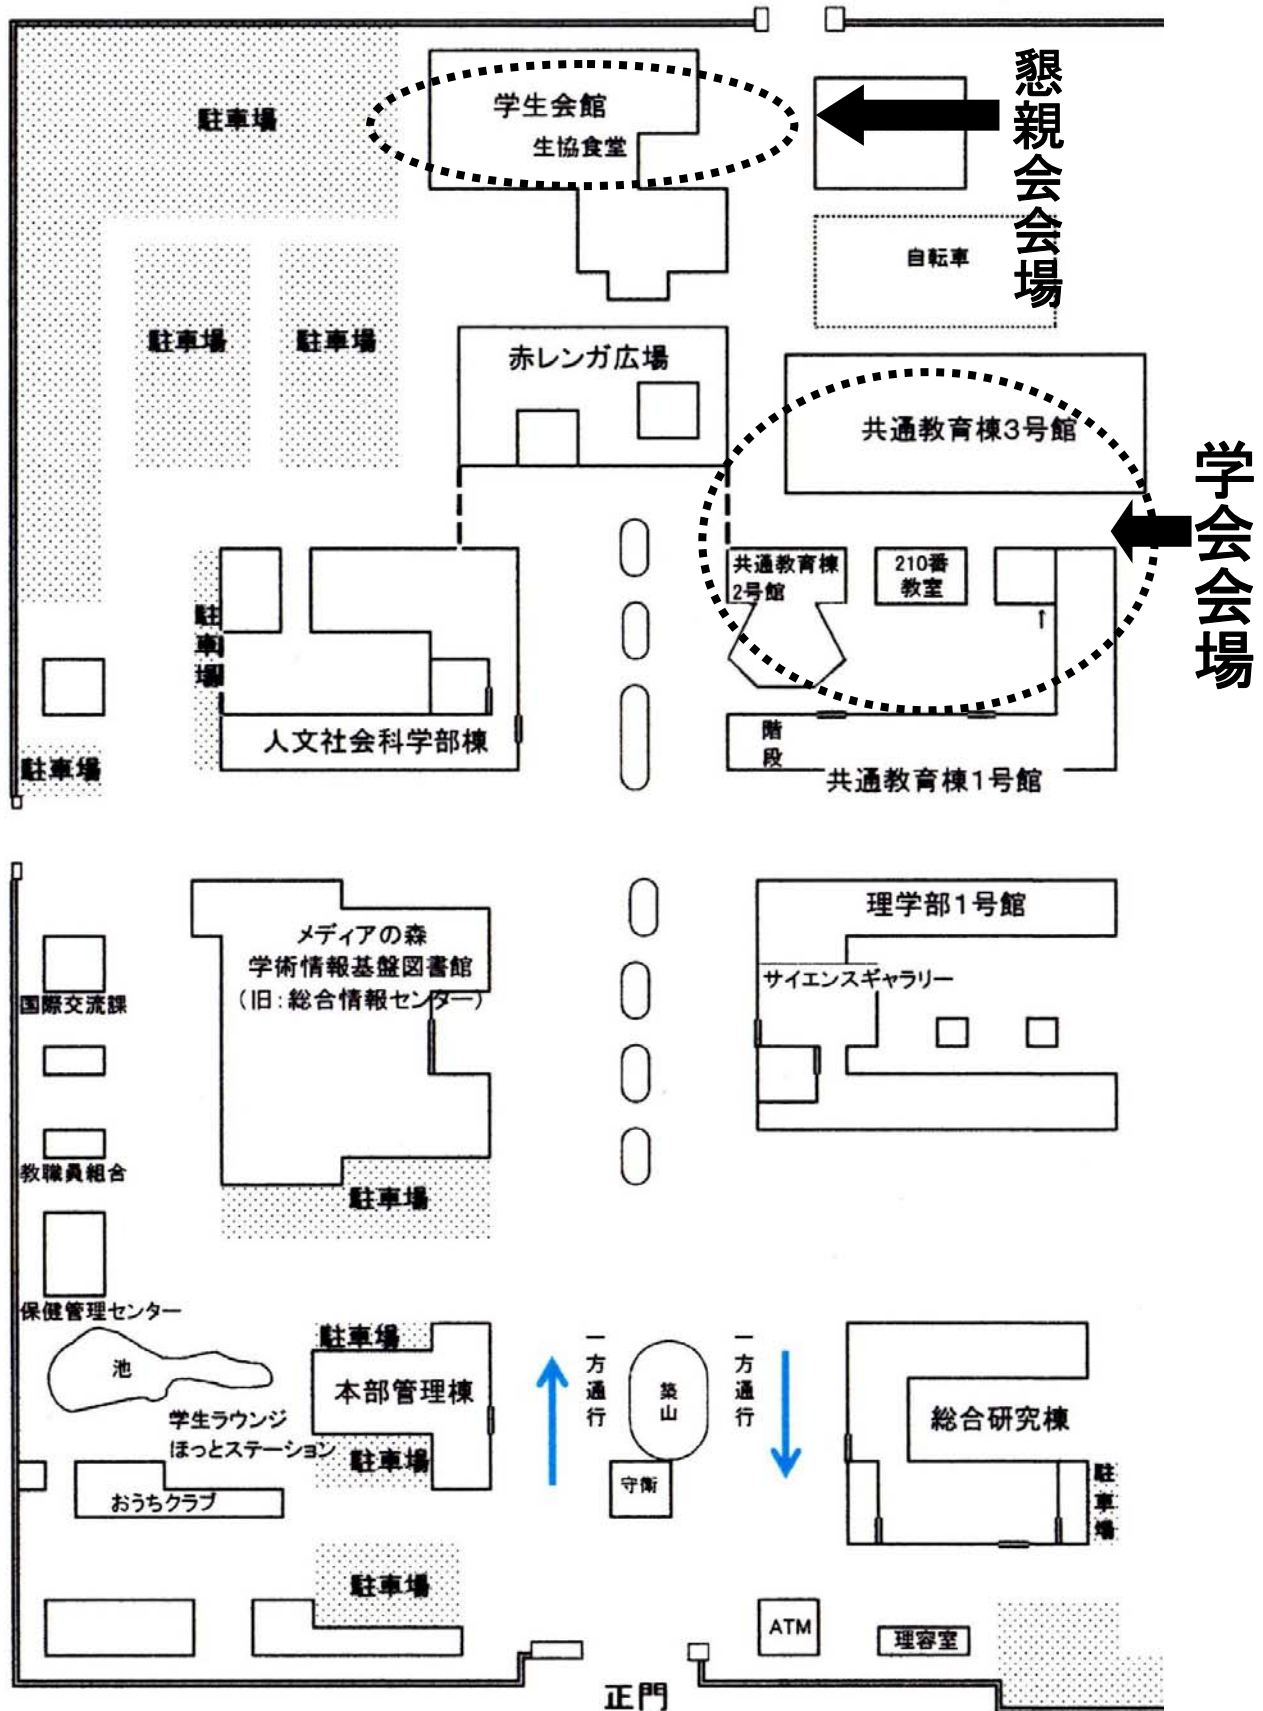 懇親会会場
学生会館
生協食堂
駐車場
自転車
駐車場
駐車場
赤レンガ広場
共通教育棟3号館
学会会場
共通教育棟
2号館
210番
教室
↑
駐車場
人文社会科学部棟
階段
駐車場
共通教育棟1号館
理学部1号館
メディアの森
学術情報基盤図書館
(旧:総合情報センター)
サイエンスギャラリー
国際交流課
教職員組合
駐車場
保健管理センター
駐車場
一方通行
一方通行
池
本部管理棟
築山
総合研究棟
学生ラウンジ
ほっとステーション
駐車場
守衛
駐車場
おうちクラブ
駐車場
ATM
理容室
正門